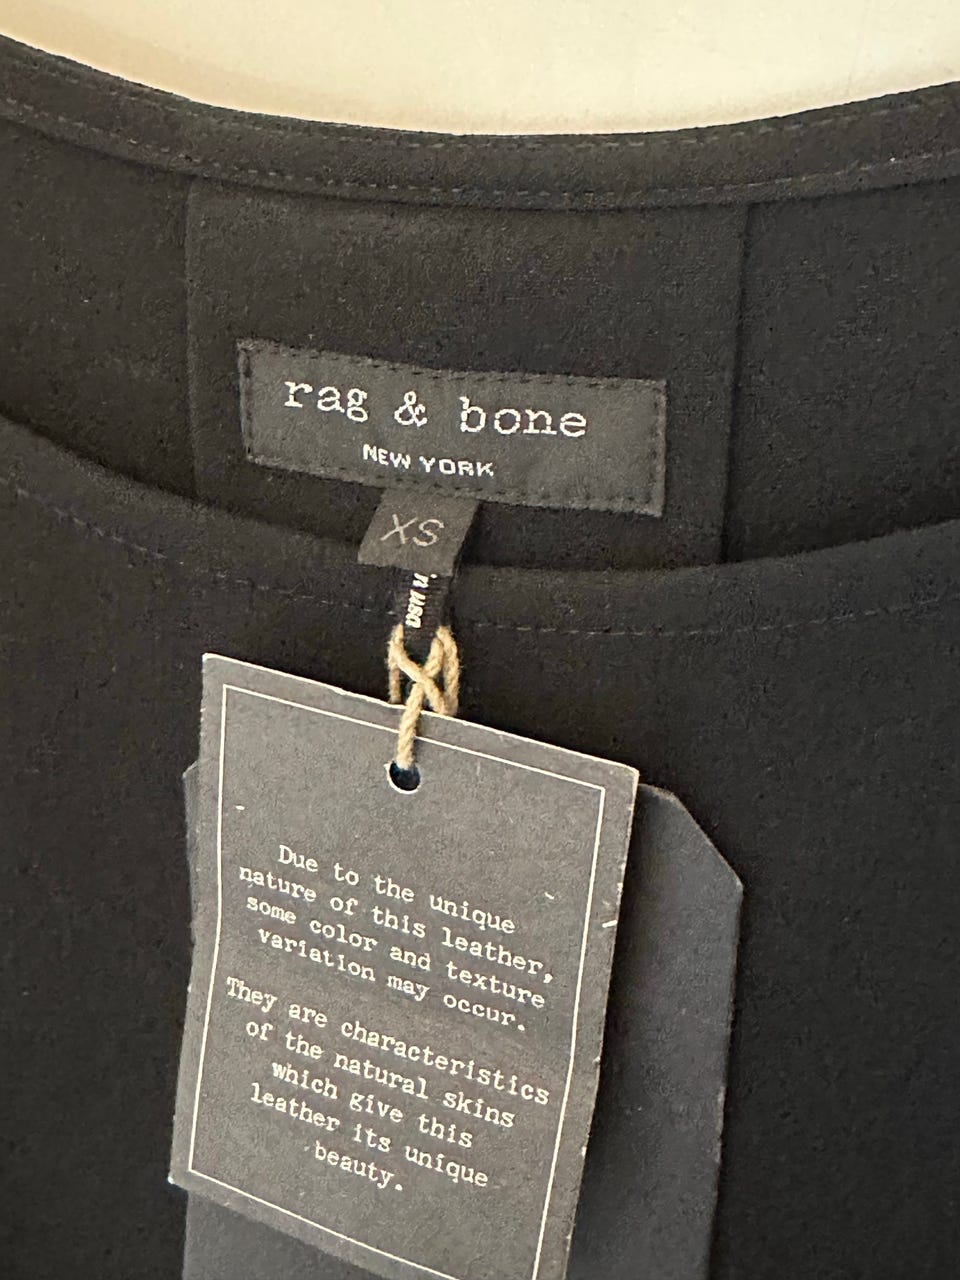 rag & bone
NEW YORK
XS
n USA
Due to the unique
nature of this leather,
some color and texture
variation may occur.
They are characteristics
of the natural skins
which give this
leather its unique
beauty.